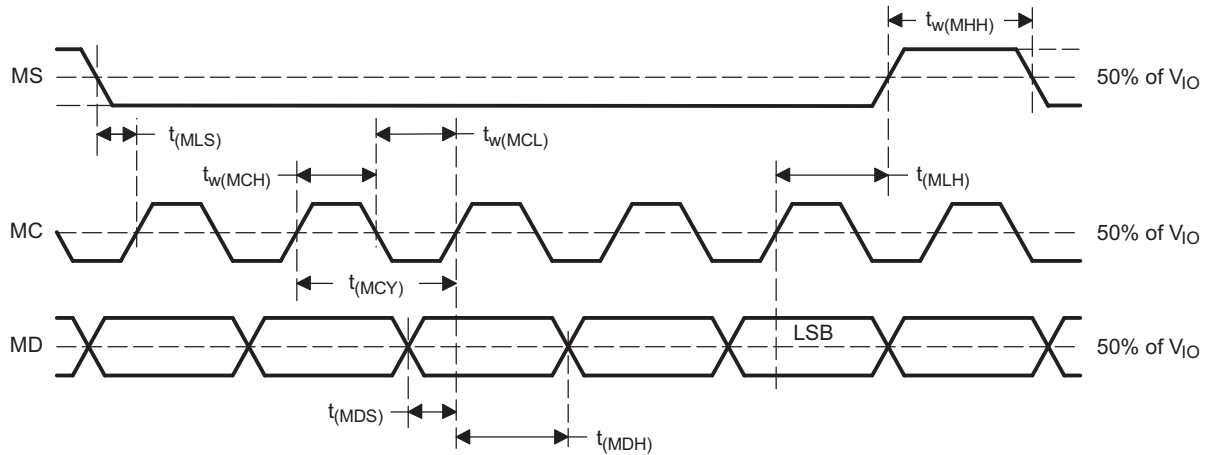 t_w(MHH)
MS
50% of V_IO
t_(MLS)
t_w(MCL)
t_w(MCH)
t_(MLH)
MC
50% of V_IO
t_(MCY)
LSB
MD
50% of V_IO
t_(MDS)
t_(MDH)